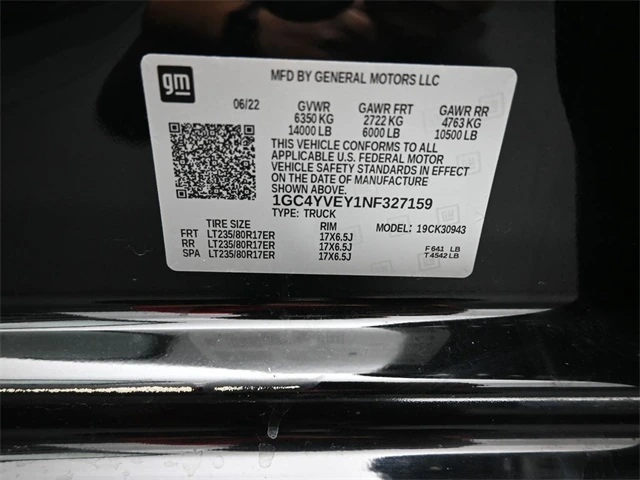 gm
MFD BY GENERAL MOTORS LLC
06/22 GVWR GAWR FRT GAWR RR
6350 KG 2722 KG 4763 KG
14000 LB 6000 LB 10500 LB
THIS VEHICLE CONFORMS TO ALL
APPLICABLE U.S. FEDERAL MOTOR
VEHICLE SAFETY STANDARDS IN EFFECT
ON THE DATE OF MANUFACTURE
SHOWN ABOVE.
1GC4YVEY1NF327159
TYPE: TRUCK MODEL: 19CK30943
TIRE SIZE RIM
FRT LT235/80R17ER 17X6.5J
RR LT235/80R17ER 17X6.5J
SPA LT235/80R17ER 17X6.5J
F 641 LB
T 4542 LB